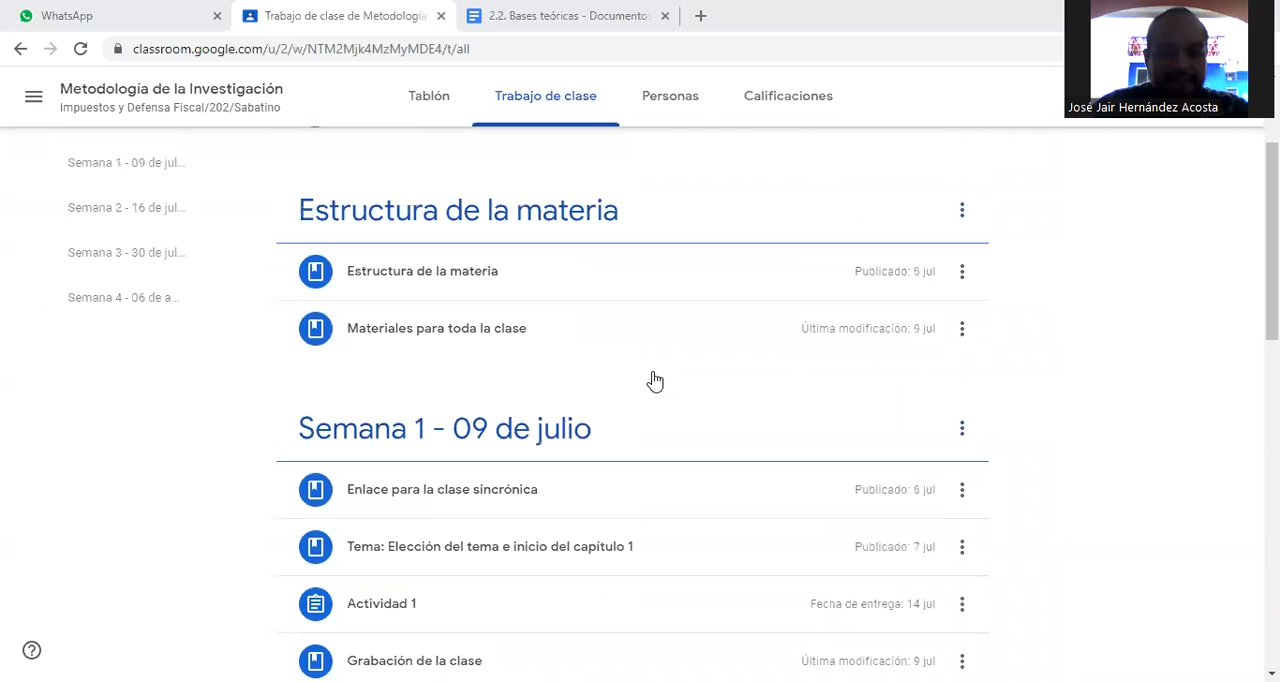 WhatsApp
Trabajo de clase de Metodología
2.2. Bases teóricas - Documentos
classroom.google.com/u/2/w/NTM2Mjk4MzMyMDE4/t/all
Metodología de la Investigación
Impuestos y Defensa Fiscal/202/Sabatino
Tablón
Trabajo de clase
Personas
Calificaciones
José Jair Hernández Acosta
Semana 1 - 09 de jul...
Semana 2 - 16 de jul...
Semana 3 - 30 de jul...
Semana 4 - 06 de a...
Estructura de la materia
Estructura de la materia
Publicado: 6 jul
Materiales para toda la clase
Última modificación: 9 jul
Semana 1 - 09 de julio
Enlace para la clase sincrónica
Publicado: 6 jul
Tema: Elección del tema e inicio del capítulo 1
Publicado: 7 jul
Actividad 1
Fecha de entrega: 14 jul
Grabación de la clase
Última modificación: 9 jul